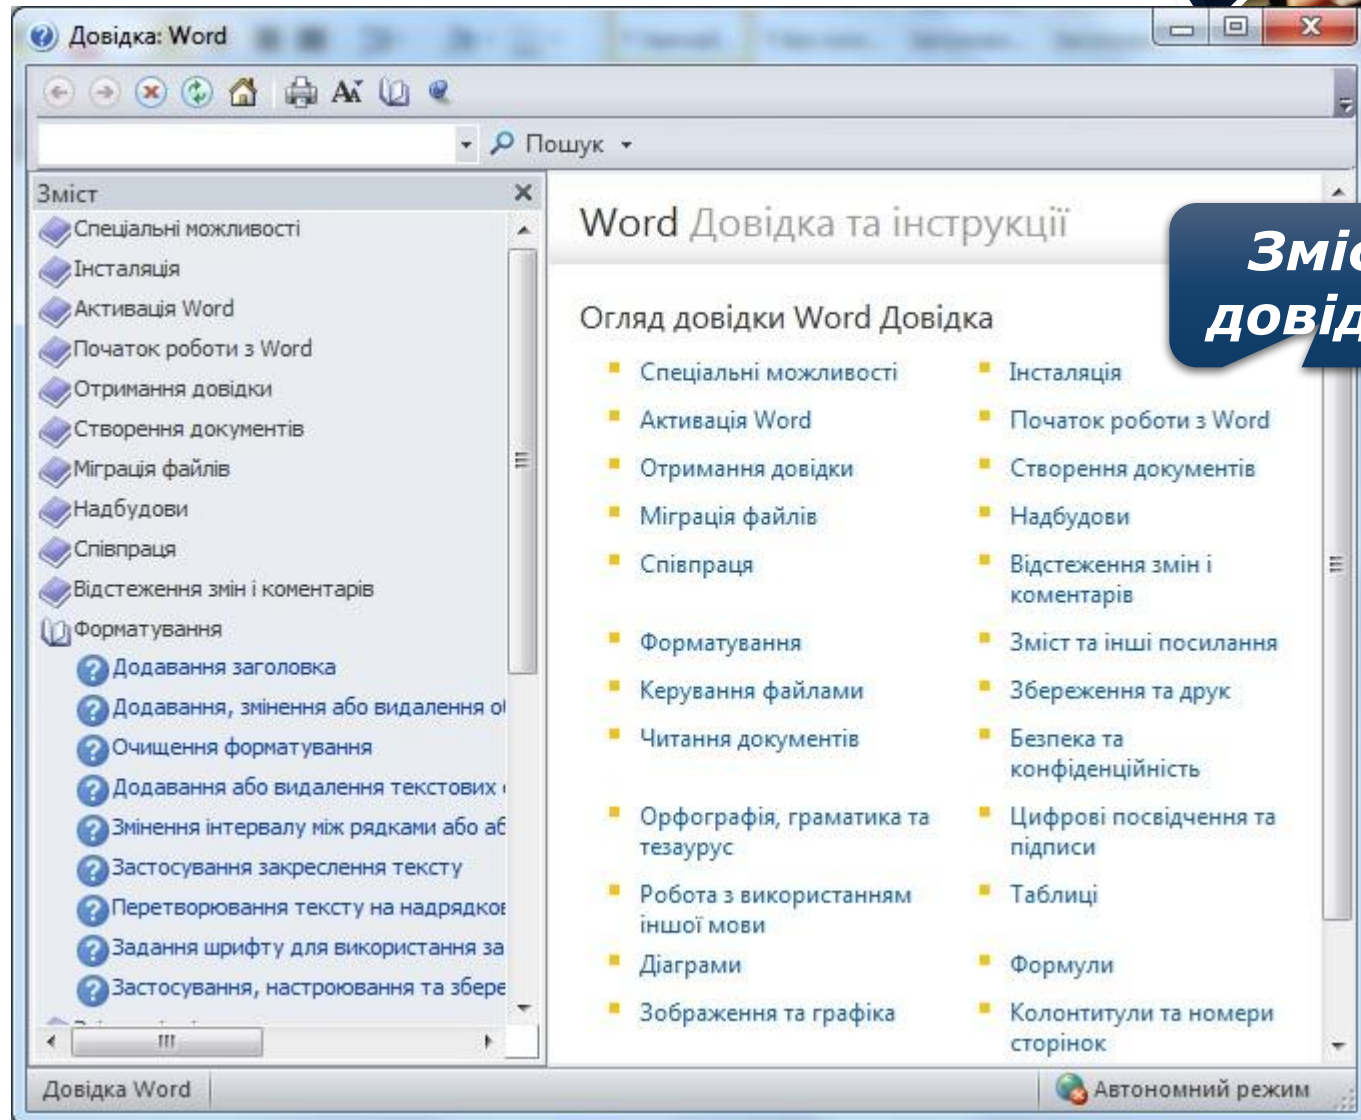 Довідка: Word
Пошук
Зміст
Спеціальні можливості
Інсталяція
Активація Word
Початок роботи з Word
Отримання довідки
Створення документів
Міграція файлів
Надбудови
Співпраця
Відстеження змін і коментарів
Форматування
Додавання заголовка
Додавання, змінення або видалення
Очищення форматування
Додавання або видалення текстових
Змінення інтервалу між рядками або
Застосування закреслення тексту
Перетворювання тексту на
Задання шрифту для використання за
Застосування, настроювання та
Word Довідка та інструкції
Огляд довідки Word Довідка
Спеціальні можливості
Інсталяція
Активація Word
Початок роботи з Word
Отримання довідки
Створення документів
Міграція файлів
Надбудови
Співпраця
Відстеження змін і
коментарів
Форматування
Зміст та інші посилання
Керування файлами
Збереження та друк
Читання документів
Безпека та
конфіденційність
Орфографія, граматика та
тезаурус
Цифрові посвідчення та
підписи
Робота з використанням
іншої мови
Таблиці
Діаграми
Формули
Зображення та графіка
Колонтитули та номери
сторінок
Довідка Word
Автономний режим